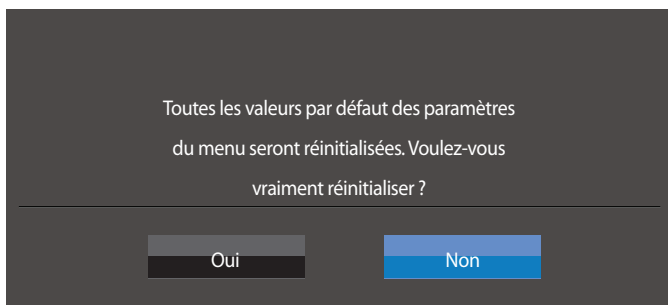 Toutes les valeurs par défaut des paramètres
du menu seront réinitialisées. Voulez-vous
vraiment réinitialiser ?
Oui
Non